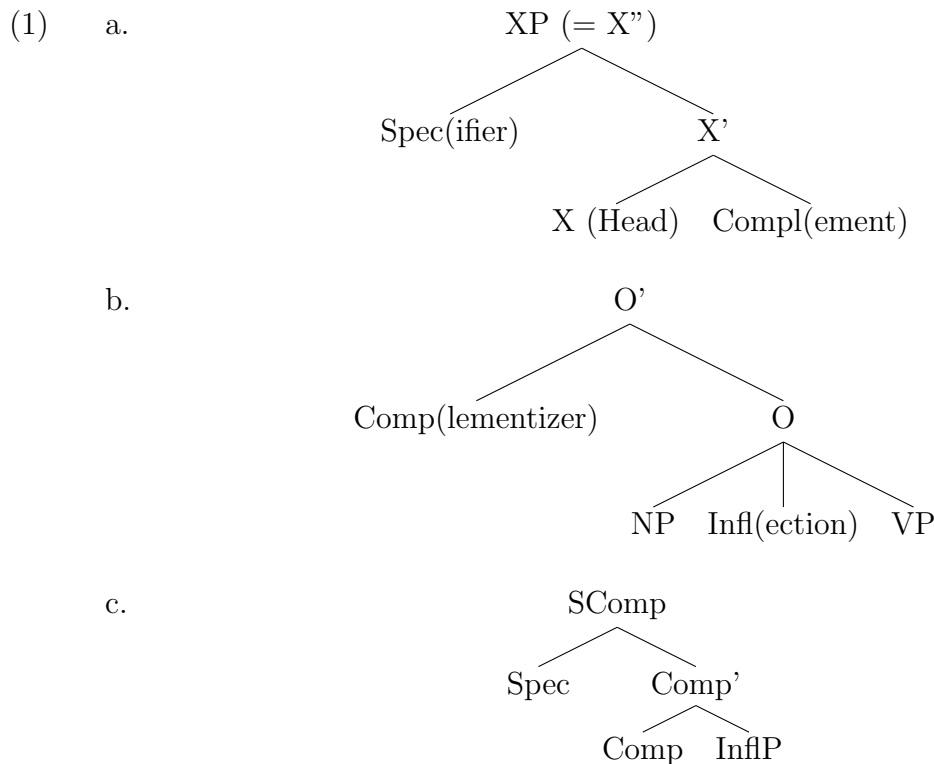 (1) a. XP (= X”)
Spec(ifier) X’
X (Head) Compl(ement)
b. O’
Comp(lementizer) O
NP Infl(ection) VP
c. SComp
Spec Comp’
Comp InflP